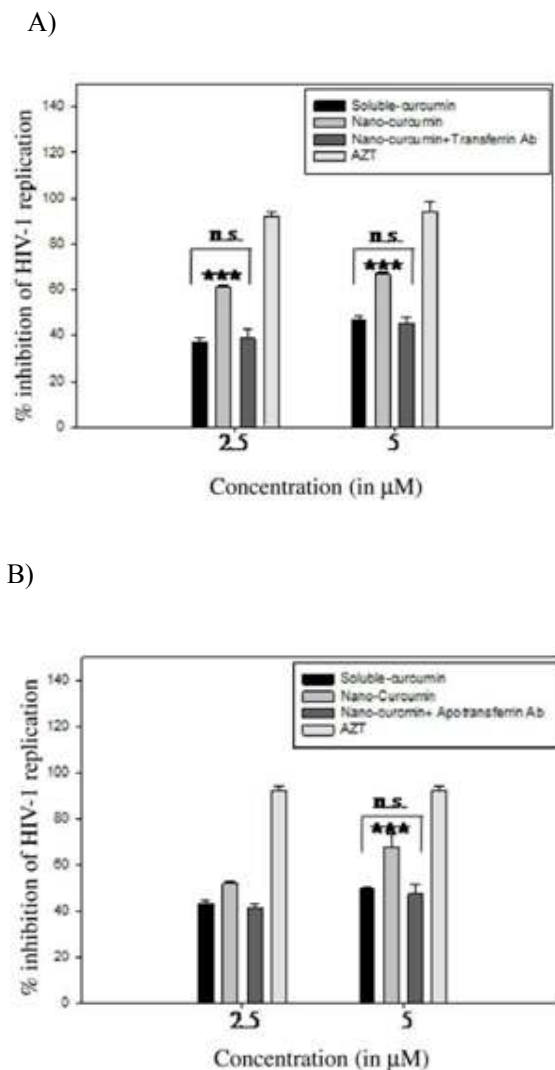 A)
140
120
100
80
60
40
20
0
% inhibition of HIV-1 replication
Soluble-curcumin
Nano-curcumin
Nano-curcumin+Transferrin Ab
AZT
n.s.
★★★
n.s.
★★★
2.5
5
Concentration (in µM)
B)
140
120
100
80
60
40
20
0
% inhibition of HIV-1 replication
Soluble-curcumin
Nano-Curcumin
Nano-curcmin+ Apotransferrin Ab
AZT
n.s.
★★★
2.5
5
Concentration (in µM)